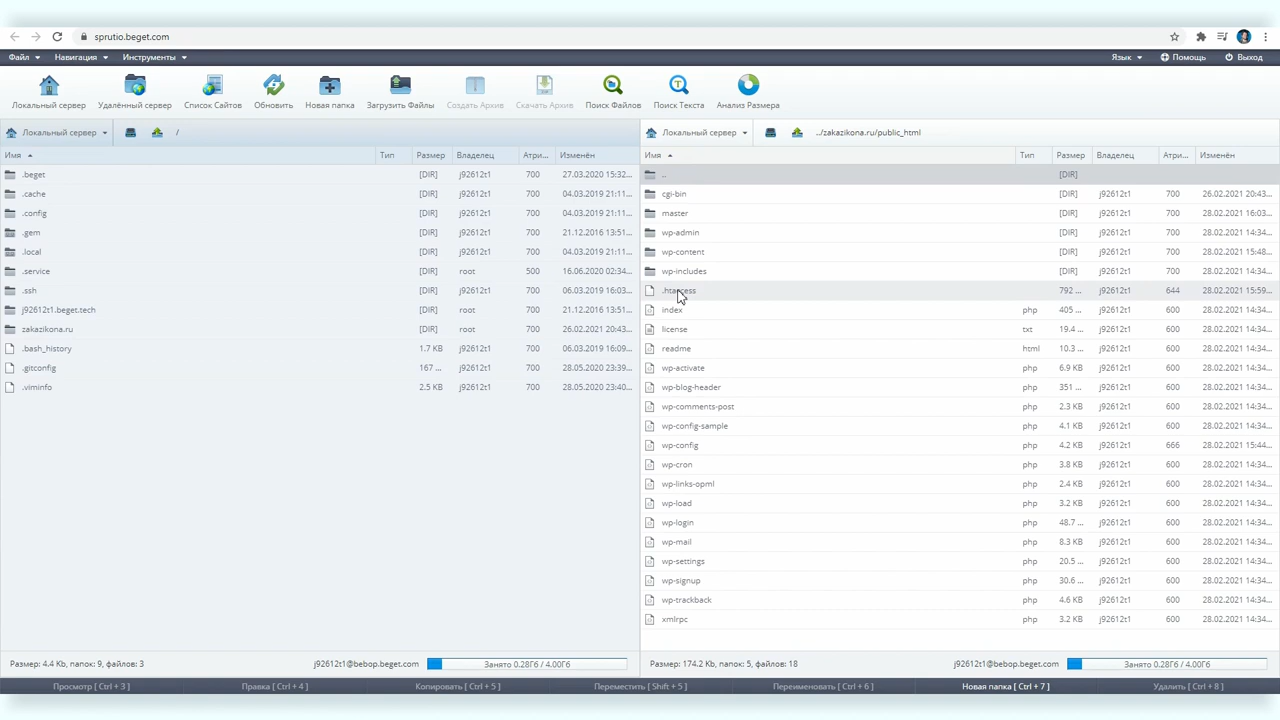 sprutio.beget.com
Файл Навигация Инструменты Язык Помощь Выход
Локальный сервер Удалённый сервер Список Сайтов Обновить Новая папка Загрузить Файлы Создать Архив Скачать Архив Поиск Файлов Поиск Текста Анализ Размера
Локальный сервер /
Имя Тип Размер Владелец Атри... Изменён
.beget [DIR] j92612t1 700 27.03.2020 15:32...
.cache [DIR] j92612t1 700 04.03.2019 21:11...
.config [DIR] j92612t1 700 04.03.2019 21:11...
.gem [DIR] j92612t1 700 21.12.2016 13:51...
.local [DIR] j92612t1 700 04.03.2019 21:11...
.service [DIR] root 500 16.06.2020 02:34...
.ssh [DIR] j92612t1 700 06.03.2019 16:03...
j92612t1.beget.tech [DIR] root 700 21.12.2016 13:51...
zakazikona.ru [DIR] root 700 26.02.2021 20:43...
.bash_history 1.7 KB j92612t1 700 06.03.2019 16:09...
.gitconfig 167 ... j92612t1 700 28.05.2020 23:39...
.viminfo 2.5 KB j92612t1 700 28.05.2020 23:40...
Размер: 4.4 Kb, папок: 9, файлов: 3 j92612t1@bebop.beget.com Занято 0.28Гб / 4.00Гб
Локальный сервер ../zakazikona.ru/public_html
Имя Тип Размер Владелец Атри... Изменён
.. [DIR]
cgi-bin [DIR] j92612t1 700 26.02.2021 20:43...
master [DIR] j92612t1 700 28.02.2021 16:03...
wp-admin [DIR] j92612t1 700 28.02.2021 14:34...
wp-content [DIR] j92612t1 700 28.02.2021 15:48...
wp-includes [DIR] j92612t1 700 28.02.2021 14:34...
.htaccess 792 ... j92612t1 644 28.02.2021 15:59...
index php 405 ... j92612t1 600 28.02.2021 14:34...
license txt 19.4 ... j92612t1 600 28.02.2021 14:34...
readme html 10.3 ... j92612t1 600 28.02.2021 14:34...
wp-activate php 6.9 KB j92612t1 600 28.02.2021 14:34...
wp-blog-header php 351 ... j92612t1 600 28.02.2021 14:34...
wp-comments-post php 2.3 KB j92612t1 600 28.02.2021 14:34...
wp-config-sample php 4.1 KB j92612t1 600 28.02.2021 14:34...
wp-config php 4.2 KB j92612t1 666 28.02.2021 15:44...
wp-cron php 3.8 KB j92612t1 600 28.02.2021 14:34...
wp-links-opml php 2.4 KB j92612t1 600 28.02.2021 14:34...
wp-load php 3.2 KB j92612t1 600 28.02.2021 14:34...
wp-login php 48.7 ... j92612t1 600 28.02.2021 14:34...
wp-mail php 8.3 KB j92612t1 600 28.02.2021 14:34...
wp-settings php 20.5 ... j92612t1 600 28.02.2021 14:34...
wp-signup php 30.6 ... j92612t1 600 28.02.2021 14:34...
wp-trackback php 4.6 KB j92612t1 600 28.02.2021 14:34...
xmlrpc php 3.2 KB j92612t1 600 28.02.2021 14:34...
Размер: 174.2 Kb, папок: 5, файлов: 18 j92612t1@bebop.beget.com Занято 0.28Гб / 4.00Гб
Просмотр [ Ctrl + 3 ] Правка [ Ctrl + 4 ] Копировать [ Ctrl + 5 ] Переместить [ Shift + 5 ] Переименовать [ Ctrl + 6 ] Новая папка [ Ctrl + 7 ] Удалить [ Ctrl + 8 ]